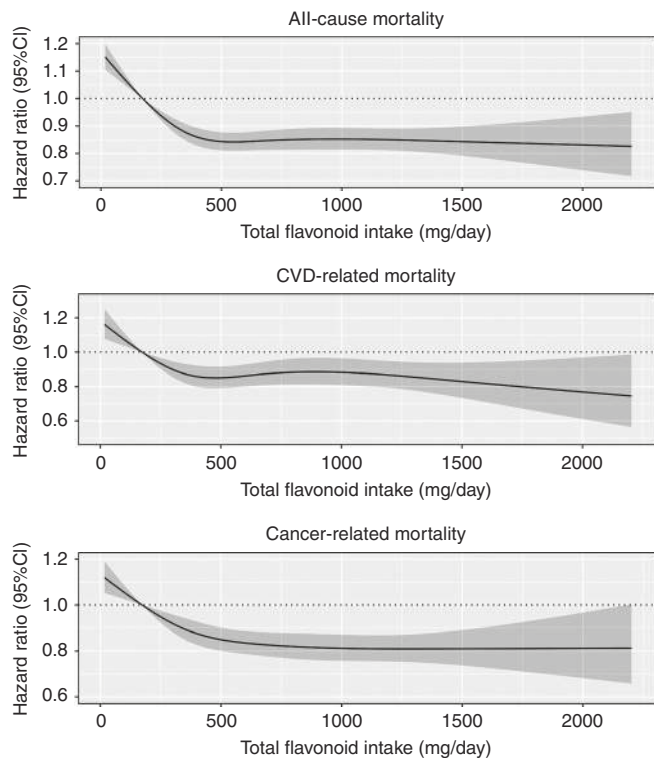 All-cause mortality
Hazard ratio (95%CI)
1.2
1.1
1.0
0.9
0.8
0.7
0 500 1000 1500 2000
Total flavonoid intake (mg/day)
CVD-related mortality
Hazard ratio (95%CI)
1.2
1.0
0.8
0.6
0 500 1000 1500 2000
Total flavonoid intake (mg/day)
Cancer-related mortality
Hazard ratio (95%CI)
1.2
1.0
0.8
0.6
0 500 1000 1500 2000
Total flavonoid intake (mg/day)